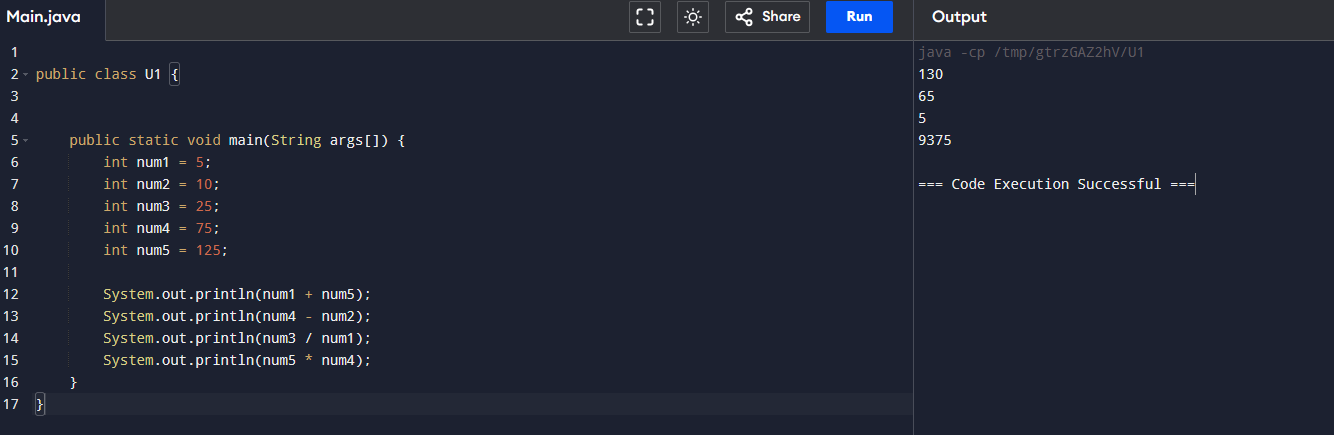 Main.java Share Run Output
1 java -cp /tmp/gtrzGAZ2hV/U1
2 public class U1 { 130
3 65
4 5
5 public static void main(String args[]) { 9375
6 int num1 = 5;
7 int num2 = 10; === Code Execution Successful ===
8 int num3 = 25;
9 int num4 = 75;
10 int num5 = 125;
11
12 System.out.println(num1 + num5);
13 System.out.println(num4 - num2);
14 System.out.println(num3 / num1);
15 System.out.println(num5 * num4);
16 }
17 }